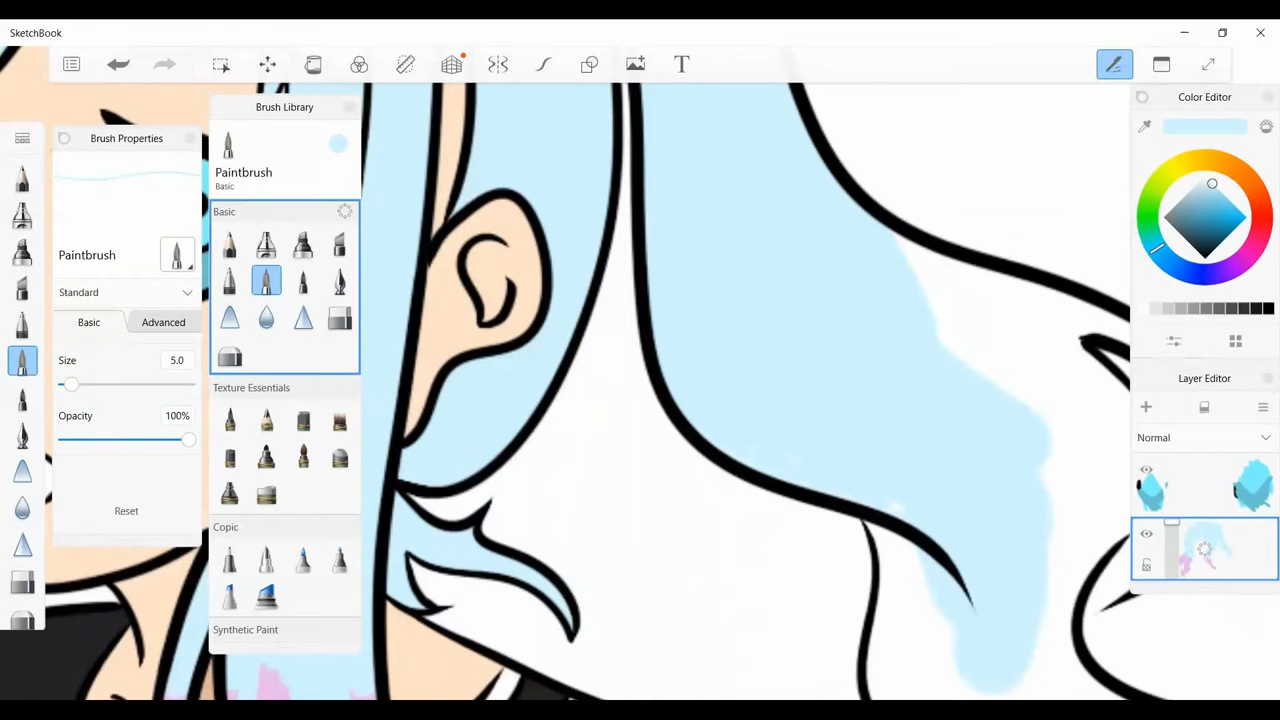 SketchBook
T
Brush Properties
Paintbrush
Standard
Basic
Advanced
Size
5.0
Opacity
100%
Reset
Brush Library
Paintbrush
Basic
Basic
Texture Essentials
Copic
Synthetic Paint
Color Editor
Layer Editor
Normal